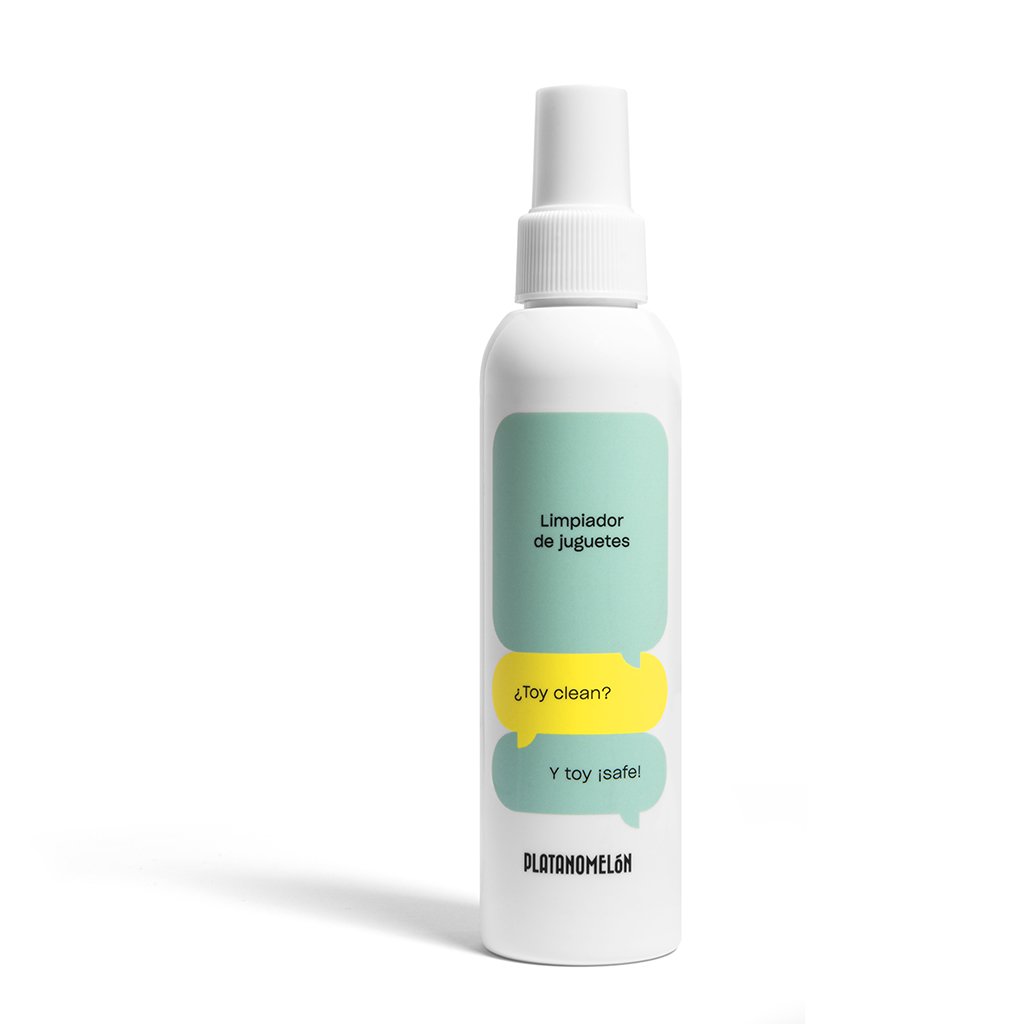 Limpiador
de juguetes
¿Toy clean?
Y toy ¡safe!
PLATANOMELóN